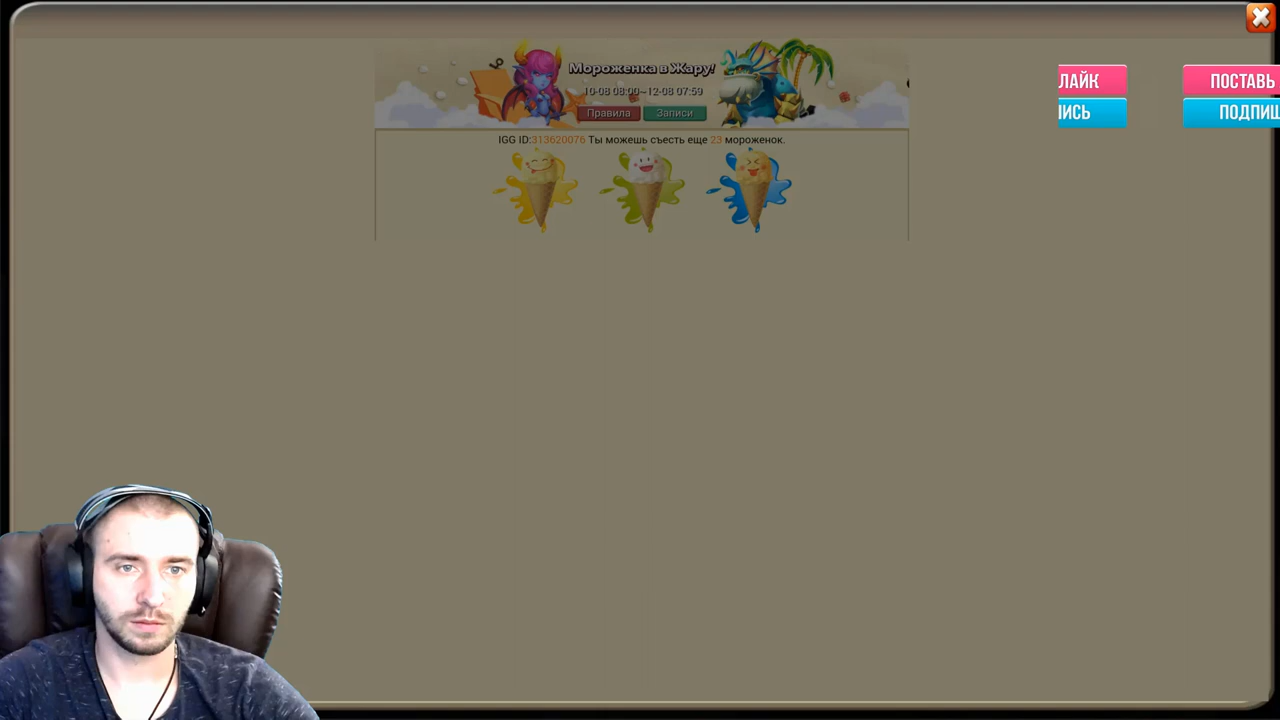 Мороженка в Жару!
10-08 08:00~12-08 07:59
Правила Записи
IGG ID:313620076 Ты можешь съесть еще 23 мороженок.
ЛАЙК ПОСТАВЬ
ИСЬ ПОДПИШ